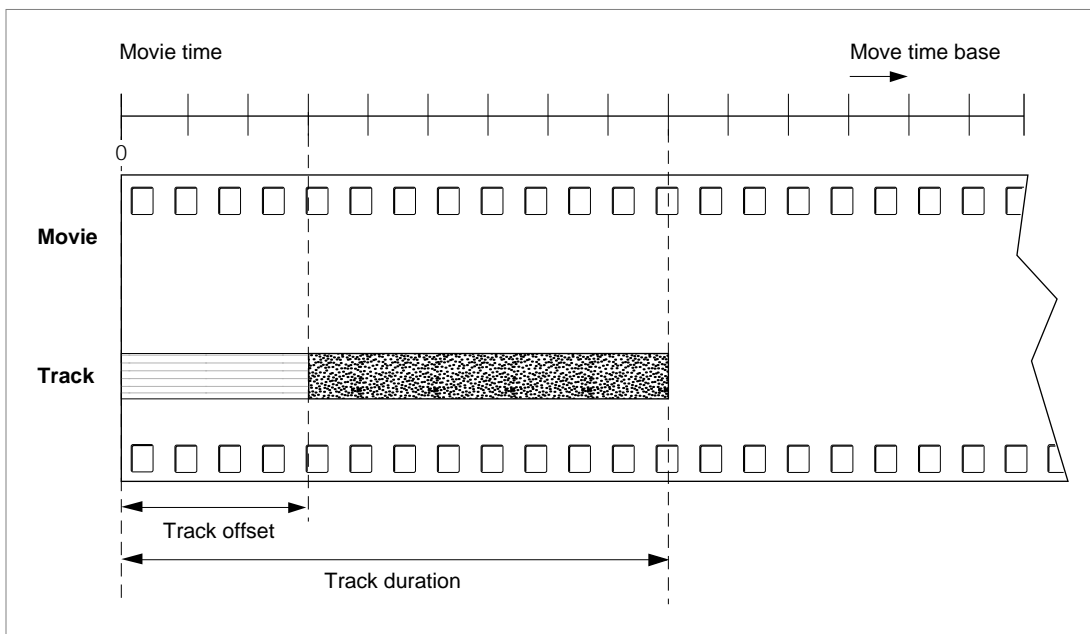 Movie time
Move time base
0
Movie
Track
Track offset
Track duration